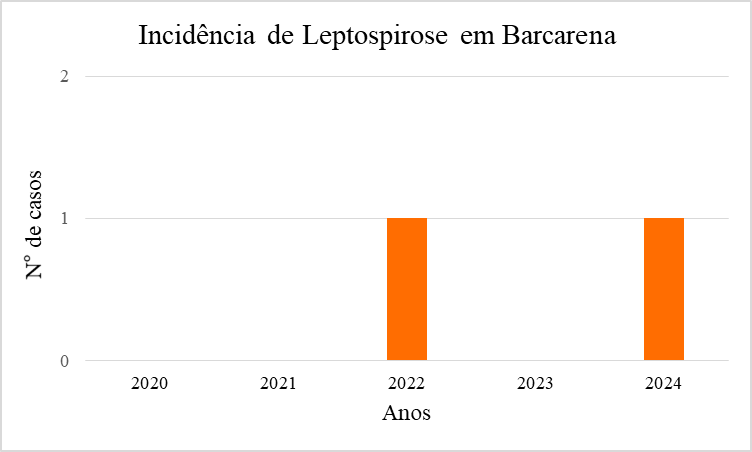 Incidência de Leptospirose em Barcarena
N° de casos
2
1
0
2020 2021 2022 2023 2024
Anos